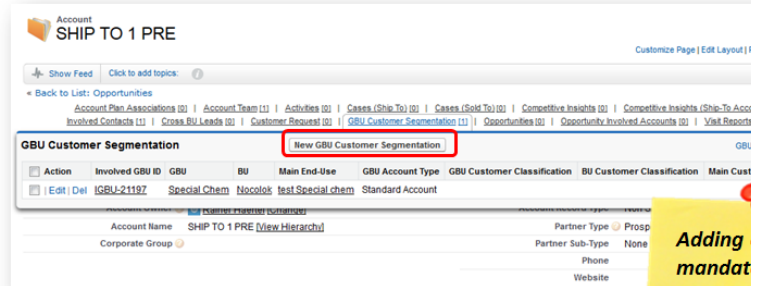 Account
SHIP TO 1 PRE
Customize Page | Edit Layout |
Show Feed Click to add topics:
« Back to List: Opportunities
Account Plan Associations [0] | Account Team [1] | Activities [0] | Cases (Ship To) [0] | Cases (Sold To) [0] | Competitive Insights [0] | Competitive Insights (Ship-To Acco
Involved Contacts [1] | Cross BU Leads [0] | Customer Request [0] | GBU Customer Segmentation [1] | Opportunities [0] | Opportunity Involved Accounts [0] | Visit Reports
GBU Customer Segmentation New GBU Customer Segmentation GBU
Action Involved GBU ID GBU BU Main End-Use GBU Account Type GBU Customer Classification BU Customer Classification Main Cust
| Edit | Del IGBU-21197 Special Chem Nocolok test Special chem Standard Account
Account Owner [Change] Account Record Type
Account Name SHIP TO 1 PRE [View Hierarchy] Partner Type Prosp
Corporate Group Partner Sub-Type None
Phone
Website
Adding
mandat